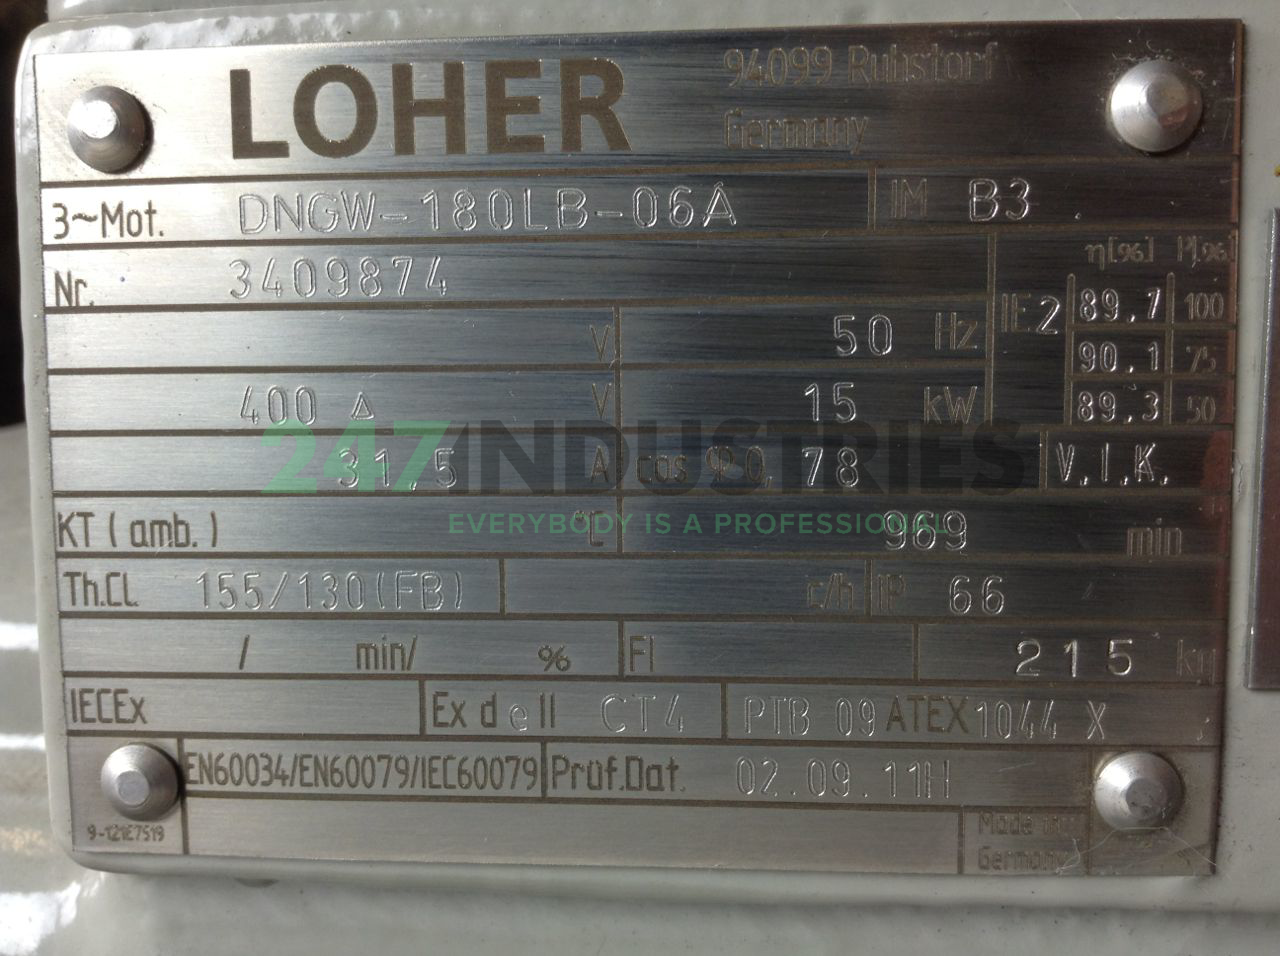 LOHER 94099 Ruhstorf
Germany
3~Mot. DNGW-180LB-06A IM B3
Nr. 3409874 η[%] P[%]
V 50 Hz IE2 89.7 100
90.1 75
400 Δ V 15 kW 89.3 50
31,5 A cos φ 0,78 V.I.K.
247INDUSTRIES
EVERYBODY IS A PROFESSIONAL
KT (amb.) °C 969 min
Th.Cl. 155/130(FB) c/h IP 66
/ min/ % FI 215 kg
IECEx Ex d e II CT4 PTB 09 ATEX 1044 X
EN60034/EN60079/IEC60079 Prüf.Dat. 02.09.11H
9-121E7519 Made in
Germany